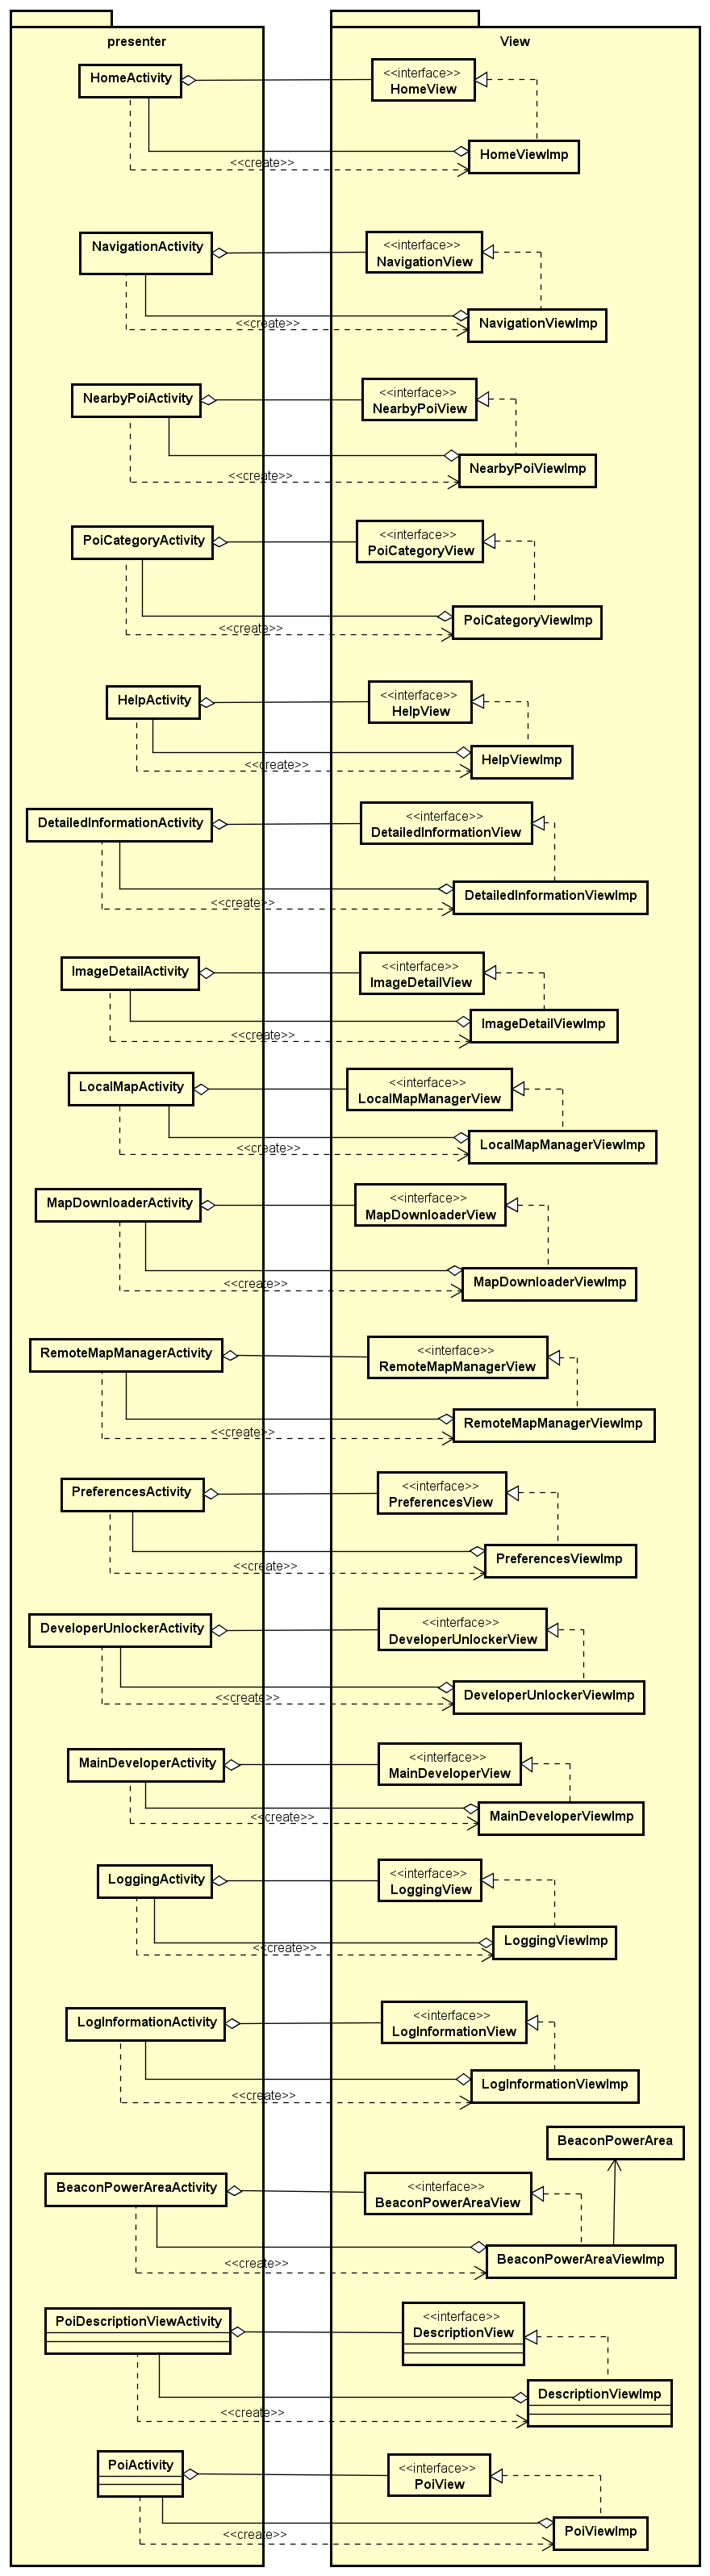 presenter
View
HomeActivity
<<interface>>
HomeView
HomeViewImp
<<create>>
NavigationActivity
<<interface>>
NavigationView
NavigationViewImp
<<create>>
NearbyPoiActivity
<<interface>>
NearbyPoiView
NearbyPoiViewImp
<<create>>
PoiCategoryActivity
<<interface>>
PoiCategoryView
PoiCategoryViewImp
<<create>>
HelpActivity
<<interface>>
HelpView
HelpViewImp
<<create>>
DetailedInformationActivity
<<interface>>
DetailedInformationView
DetailedInformationViewImp
<<create>>
ImageDetailActivity
<<interface>>
ImageDetailView
ImageDetailViewImp
<<create>>
LocalMapActivity
<<interface>>
LocalMapManagerView
LocalMapManagerViewImp
<<create>>
MapDownloaderActivity
<<interface>>
MapDownloaderView
MapDownloaderViewImp
<<create>>
RemoteMapManagerActivity
<<interface>>
RemoteMapManagerView
RemoteMapManagerViewImp
<<create>>
PreferencesActivity
<<interface>>
PreferencesView
PreferencesViewImp
<<create>>
DeveloperUnlockerActivity
<<interface>>
DeveloperUnlockerView
DeveloperUnlockerViewImp
<<create>>
MainDeveloperActivity
<<interface>>
MainDeveloperView
MainDeveloperViewImp
<<create>>
LoggingActivity
<<interface>>
LoggingView
LoggingViewImp
<<create>>
LogInformationActivity
<<interface>>
LogInformationView
LogInformationViewImp
<<create>>
BeaconPowerArea
BeaconPowerAreaActivity
<<interface>>
BeaconPowerAreaView
BeaconPowerAreaViewImp
<<create>>
PoiDescriptionViewActivity
<<interface>>
DescriptionView
DescriptionViewImp
<<create>>
PoiActivity
<<interface>>
PoiView
PoiViewImp
<<create>>